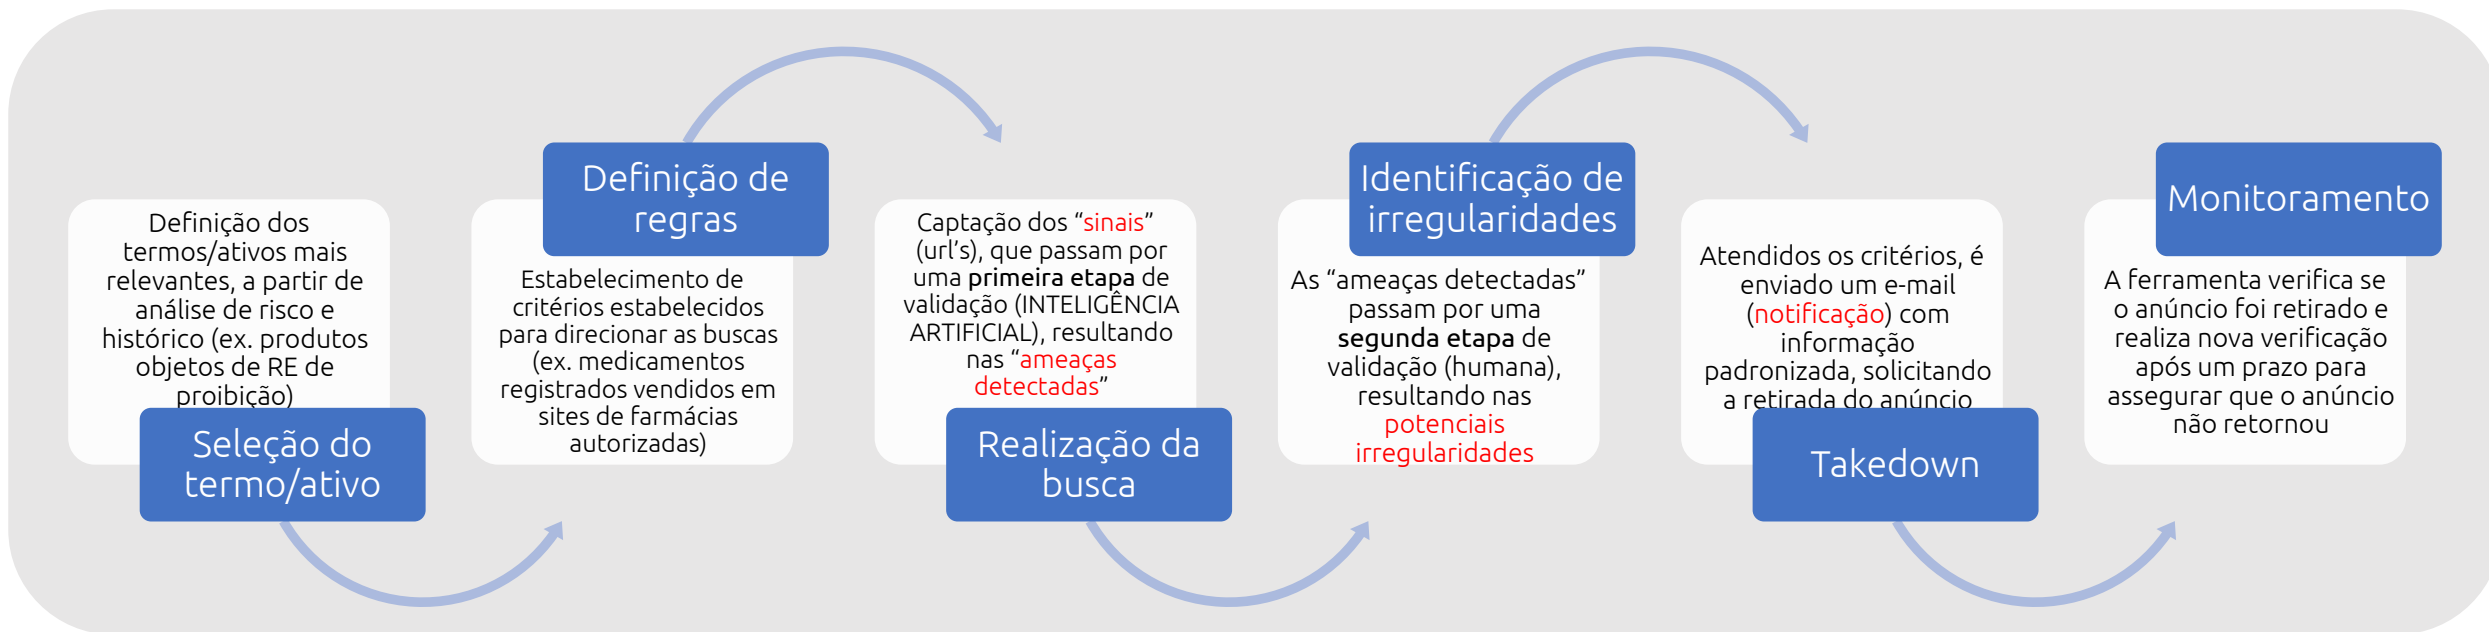 Definição dos
termos/ativos mais
relevantes, a partir de
análise de risco e
histórico (ex. produtos
objetos de RE de
proibição)
Seleção do
termo/ativo
Definição de
regras
Estabelecimento de
critérios estabelecidos
para direcionar as buscas
(ex. medicamentos
registrados vendidos em
sites de farmácias
autorizadas)
Captação dos “sinais”
(url’s), que passam por
uma primeira etapa de
validação (INTELIGÊNCIA
ARTIFICIAL), resultando
nas “ameaças
detectadas”
Realização da
busca
Identificação de
irregularidades
As “ameaças detectadas”
passam por uma
segunda etapa de
validação (humana),
resultando nas
potenciais
irregularidades
Atendidos os critérios, é
enviado um e-mail
(notificação) com
informação
padronizada, solicitando
a retirada do anúncio
Takedown
Monitoramento
A ferramenta verifica se
o anúncio foi retirado e
realiza nova verificação
após um prazo para
assegurar que o anúncio
não retornou